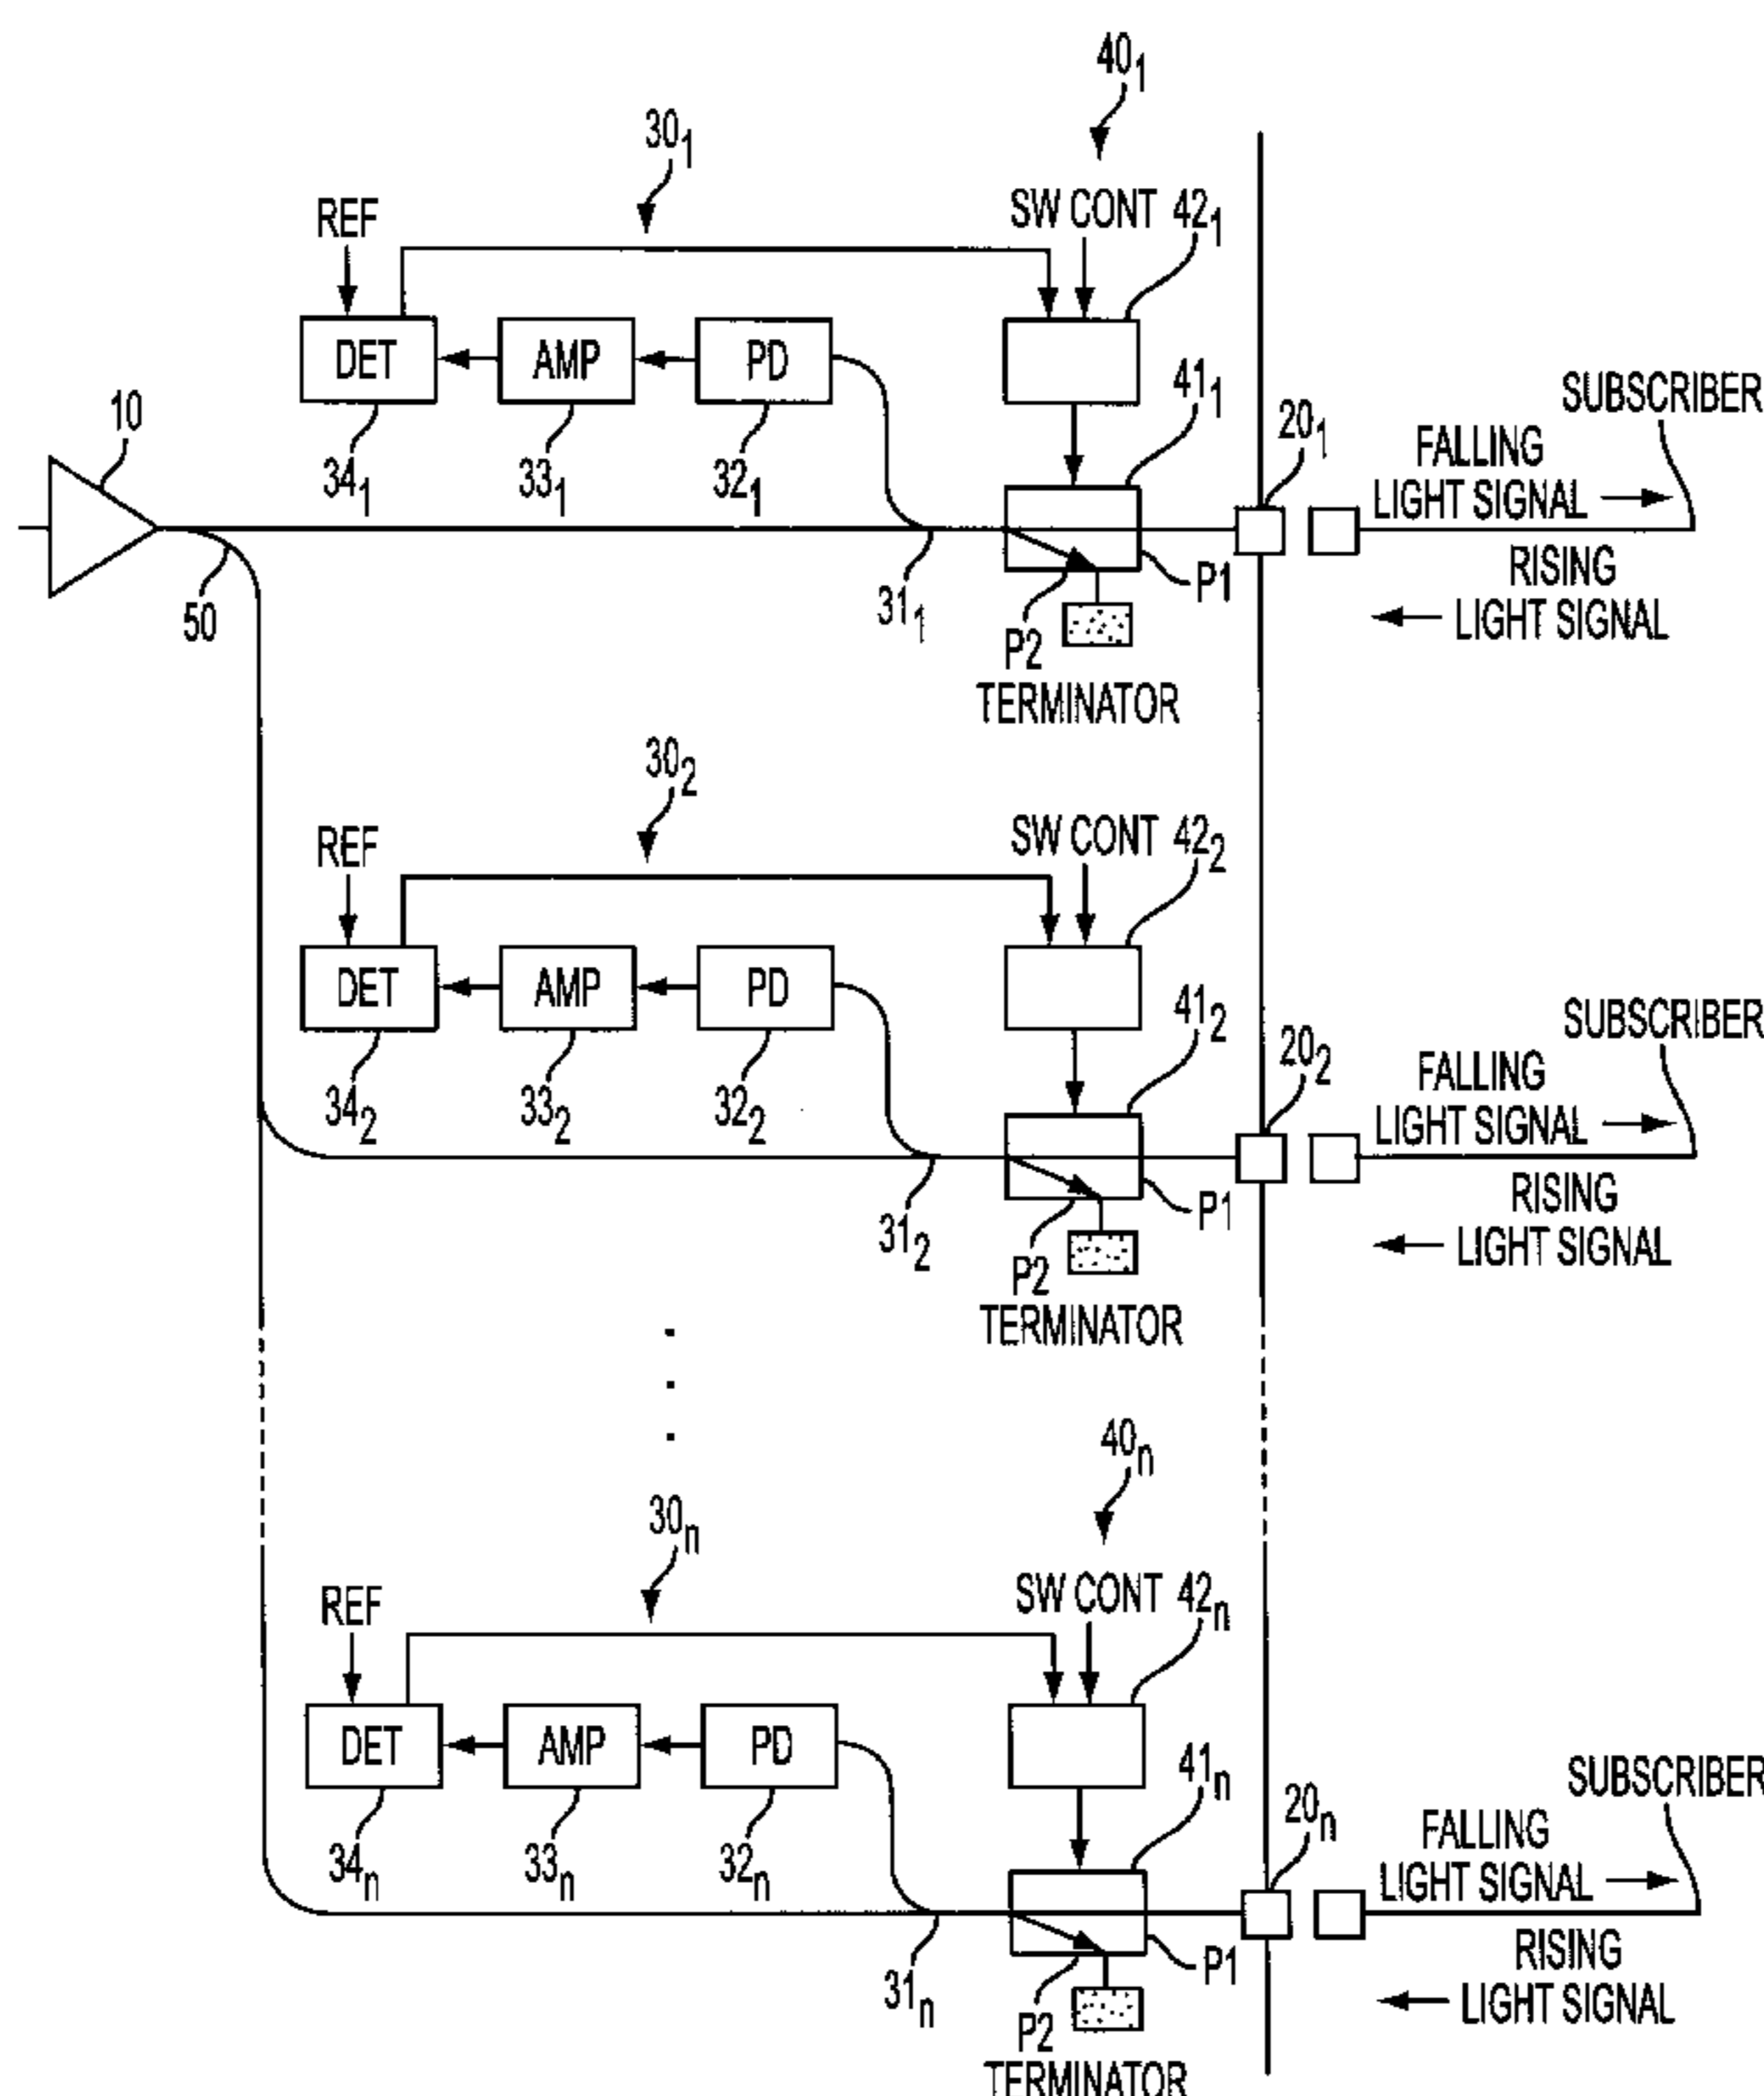 40₁
30₁
REF
SW CONT 42₁
DET
AMP
PD
41₁
SUBSCRIBER
10
34₁
33₁
32₁
20₁
FALLING
LIGHT SIGNAL
50
31₁
P2
P1
RISING
LIGHT SIGNAL
TERMINATOR
30₂
REF
SW CONT 42₂
DET
AMP
PD
41₂
SUBSCRIBER
34₂
33₂
32₂
20₂
FALLING
LIGHT SIGNAL
31₂
P2
P1
RISING
LIGHT SIGNAL
TERMINATOR
40ₙ
30ₙ
REF
SW CONT 42ₙ
DET
AMP
PD
41ₙ
SUBSCRIBER
34ₙ
33ₙ
32ₙ
20ₙ
FALLING
LIGHT SIGNAL
31ₙ
P2
P1
RISING
LIGHT SIGNAL
TERMINATOR